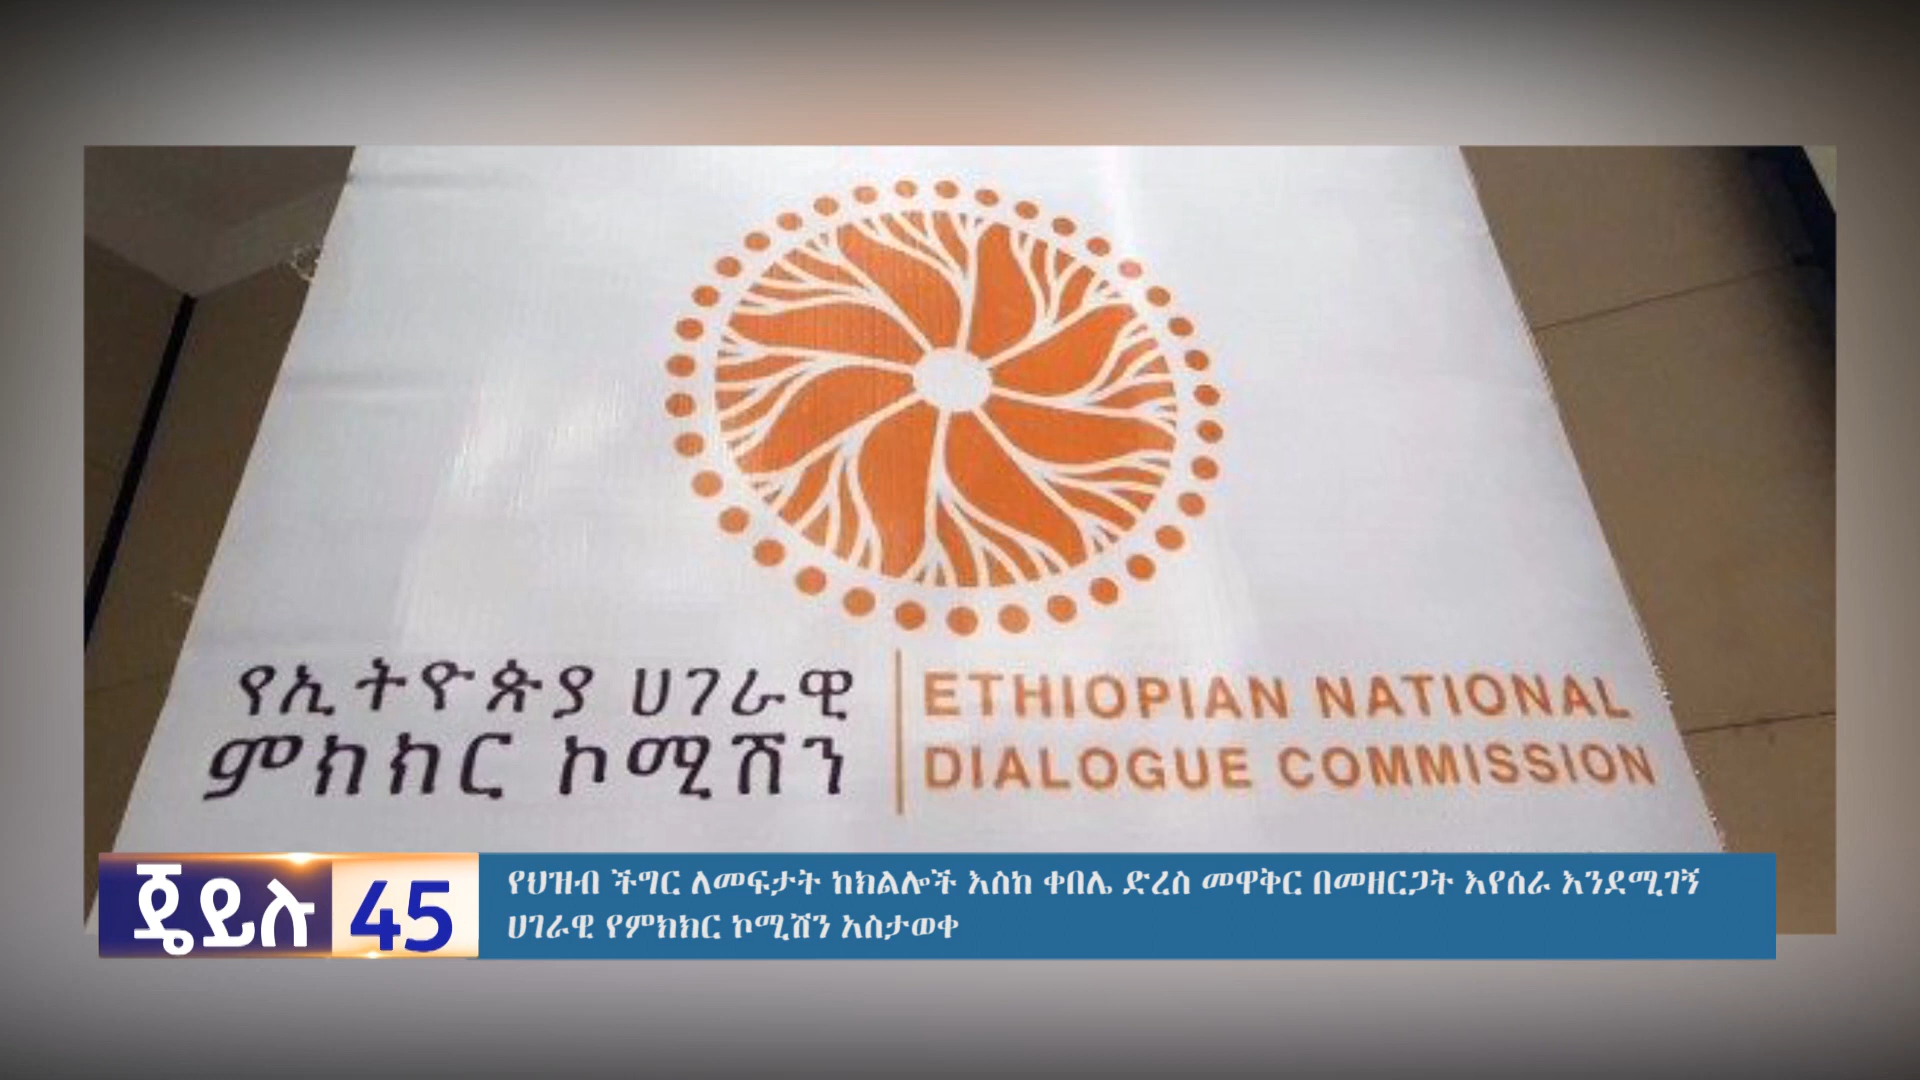 የኢትዮጵያ ሀገራዊ
ምክክር ኮሚሽን
ETHIOPIAN NATIONAL
DIALOGUE COMMISSION
ጄይሉ 45
የህዝብ ችግር ለመፍታት ከክልሎች እስከ ቀበሌ ድረስ መዋቅር በመዘርጋት እየሰራ እንደሚገኝ
ሀገራዊ የምክክር ኮሚሽን አስታወቀ